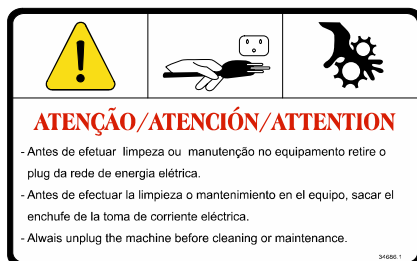 ATENÇÃO/ATENCIÓN/ATTENTION
- Antes de efetuar limpeza ou manutenção no equipamento retire o
plug da rede de energia elétrica.
- Antes de efectuar la limpieza o mantenimiento en el equipo, sacar el
enchufe de la toma de corriente eléctrica.
- Alwais unplug the machine before cleaning or maintenance.
34686.1